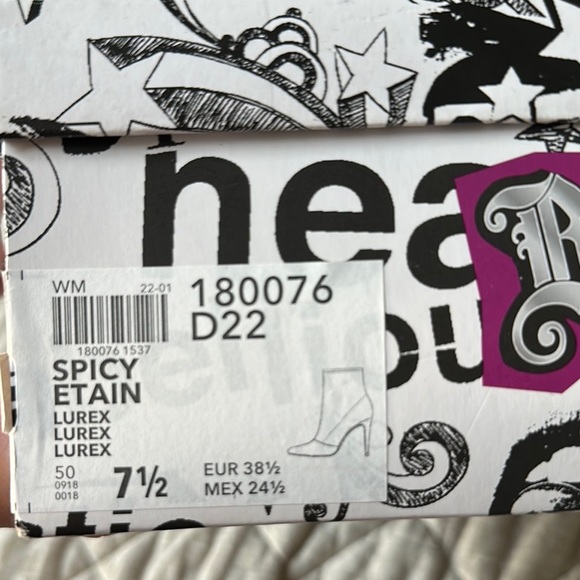 hea
ou
WM 22-01
180076 1537
180076
D22
SPICY
ETAIN
LUREX
LUREX
LUREX
50
0918
0018
7½
EUR 38½
MEX 24½